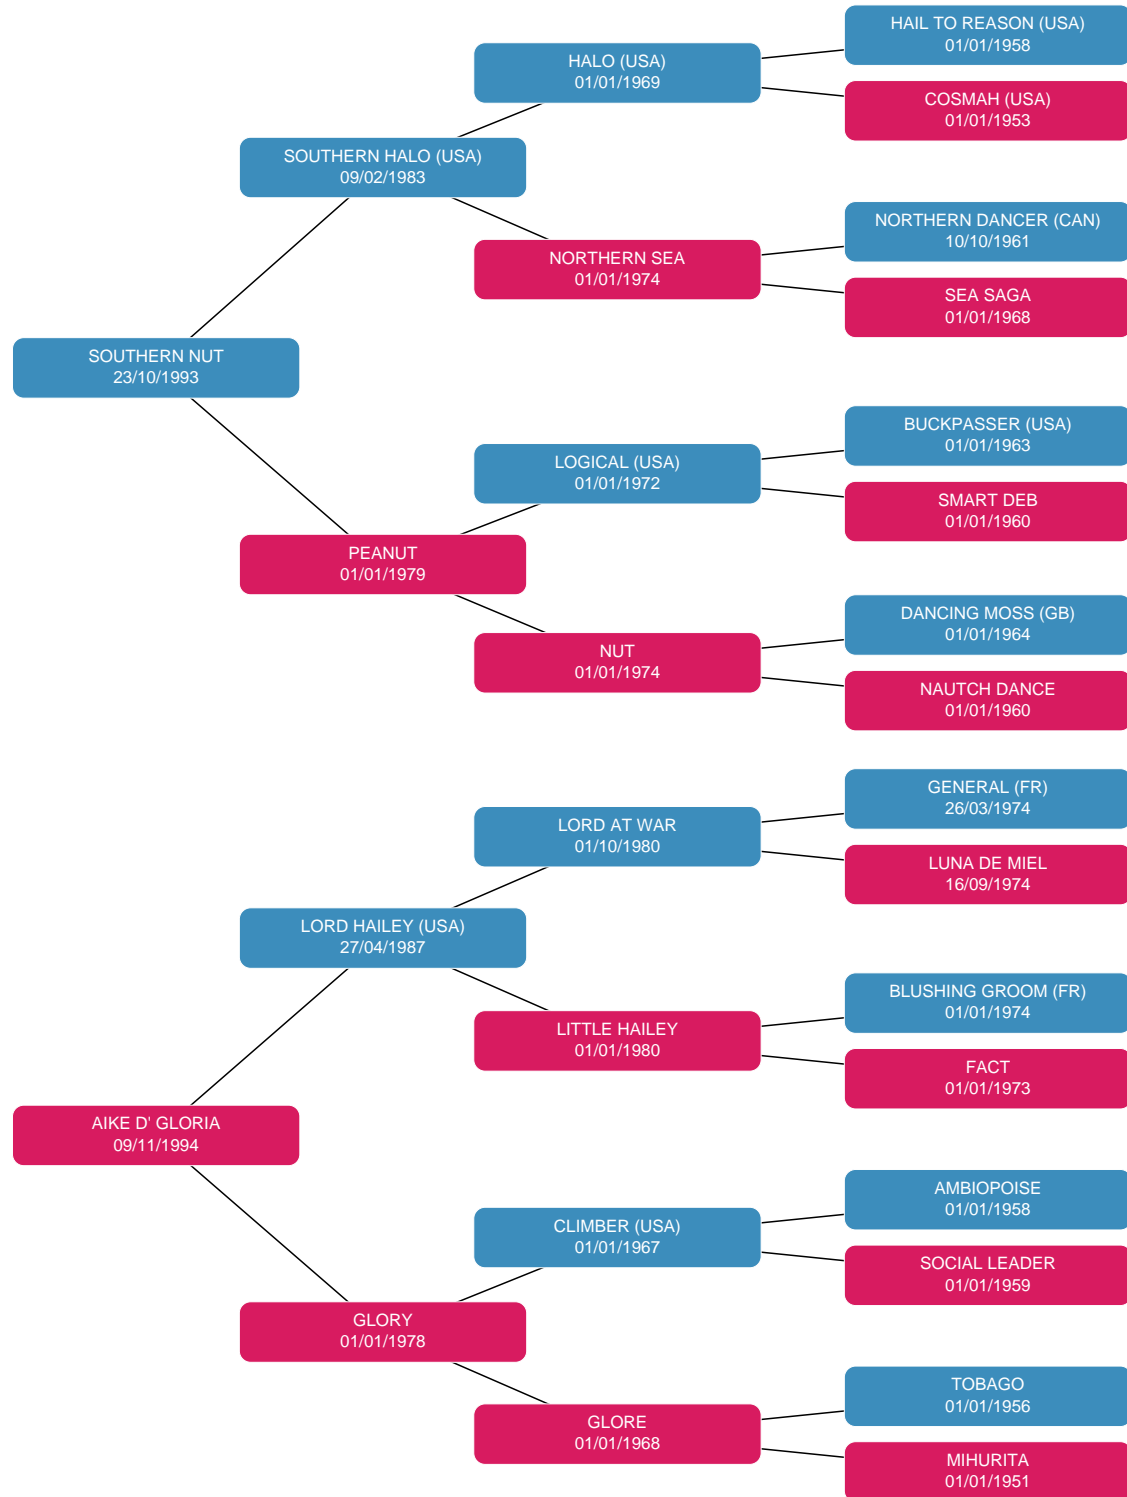 HAIL TO REASON (USA)
01/01/1958
HALO (USA)
01/01/1969
COSMAH (USA)
01/01/1953
SOUTHERN HALO (USA)
09/02/1983
NORTHERN DANCER (CAN)
10/10/1961
NORTHERN SEA
01/01/1974
SEA SAGA
01/01/1968
SOUTHERN NUT
23/10/1993
BUCKPASSER (USA)
01/01/1963
LOGICAL (USA)
01/01/1972
SMART DEB
01/01/1960
PEANUT
01/01/1979
DANCING MOSS (GB)
01/01/1964
NUT
01/01/1974
NAUTCH DANCE
01/01/1960
GENERAL (FR)
26/03/1974
LORD AT WAR
01/10/1980
LUNA DE MIEL
16/09/1974
LORD HAILEY (USA)
27/04/1987
BLUSHING GROOM (FR)
01/01/1974
LITTLE HAILEY
01/01/1980
FACT
01/01/1973
AIKE D' GLORIA
09/11/1994
AMBIOPOISE
01/01/1958
CLIMBER (USA)
01/01/1967
SOCIAL LEADER
01/01/1959
GLORY
01/01/1978
TOBAGO
01/01/1956
GLORE
01/01/1968
MIHURITA
01/01/1951